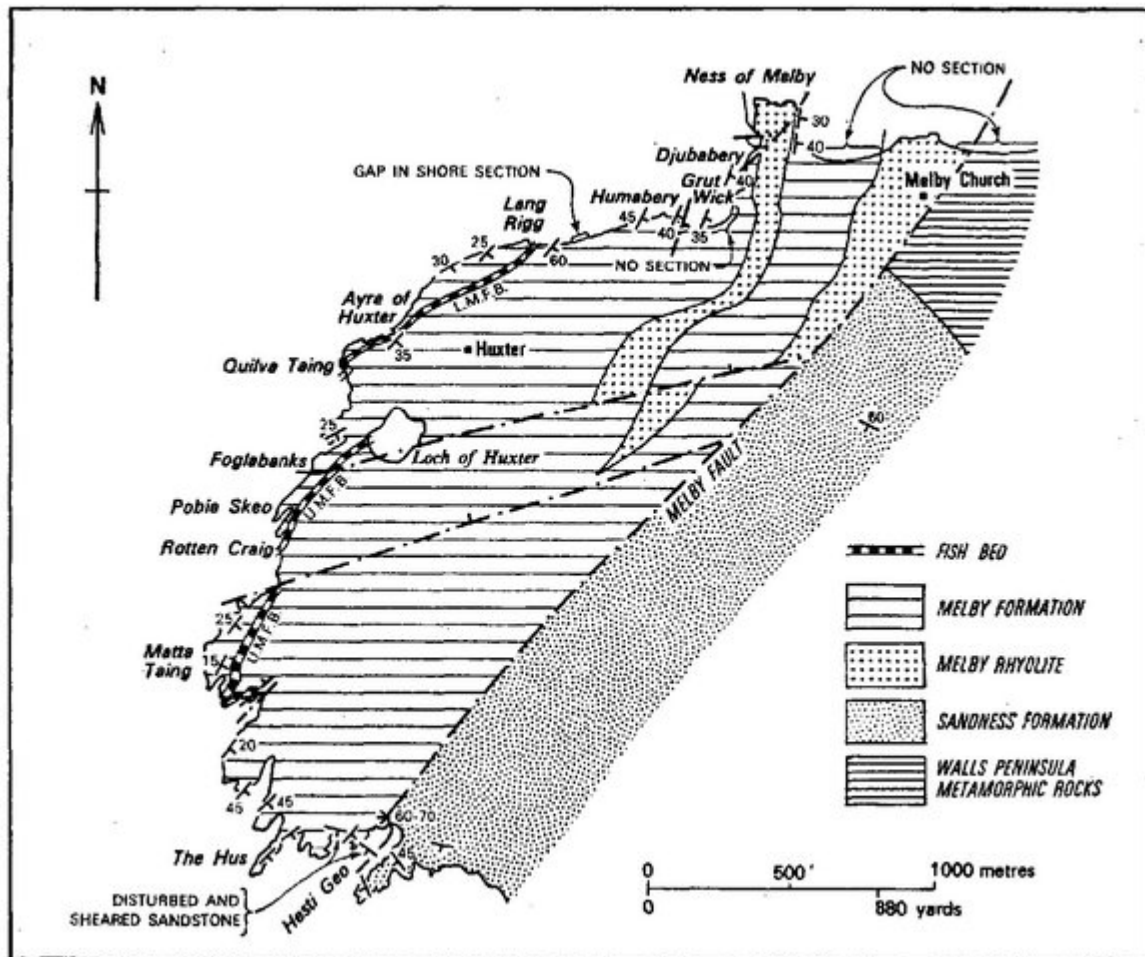 N
Ness of Melby
NO SECTION
30
40
Djubabery
GAP IN SHORE SECTION
Grut
Wick
40
Melby Church
Humabery
45
40
35
Lang
Rigg
25
30
60
NO SECTION
Ayre of
Huxter
L.M.F.B.
35
Huxter
Quilva Taing
25
Foglabanks
Loch of Huxter
60
U.M.F.B.
Pobie Skeo
Rotten Craig
MELBY FAULT
FISH BED
25
U.M.F.B.
MELBY FORMATION
Matta
Taing
15
MELBY RHYOLITE
SANDNESS FORMATION
20
WALLS PENINSULA
METAMORPHIC ROCKS
45
45
60-70
The Hus
45
Hesti Geo
DISTURBED AND
SHEARED SANDSTONE
0 500 1000 metres
0 880 yards